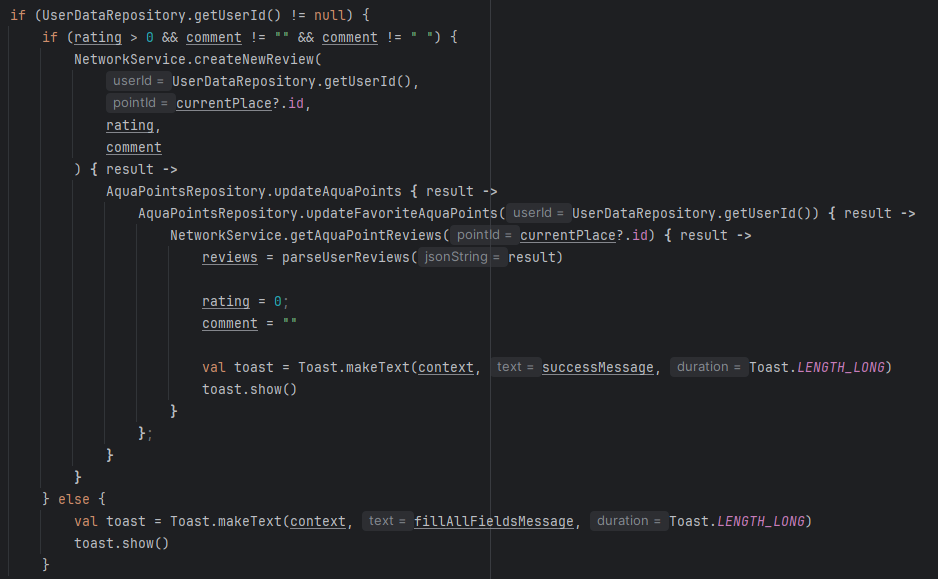 if (UserDataRepository.getUserId() != null) {
if (rating > 0 && comment != "" && comment != " ") {
NetworkService.createNewReview(
userId = UserDataRepository.getUserId(),
pointId = currentPlace?.id,
rating,
comment
) { result ->
AquaPointsRepository.updateAquaPoints { result ->
AquaPointsRepository.updateFavoriteAquaPoints( userId = UserDataRepository.getUserId()) { result ->
NetworkService.getAquaPointReviews( pointId = currentPlace?.id) { result ->
reviews = parseUserReviews( jsonString = result)
rating = 0;
comment = ""
val toast = Toast.makeText(context, text = successMessage, duration = Toast.LENGTH_LONG)
toast.show()
}
};
}
}
} else {
val toast = Toast.makeText(context, text = fillAllFieldsMessage, duration = Toast.LENGTH_LONG)
toast.show()
}